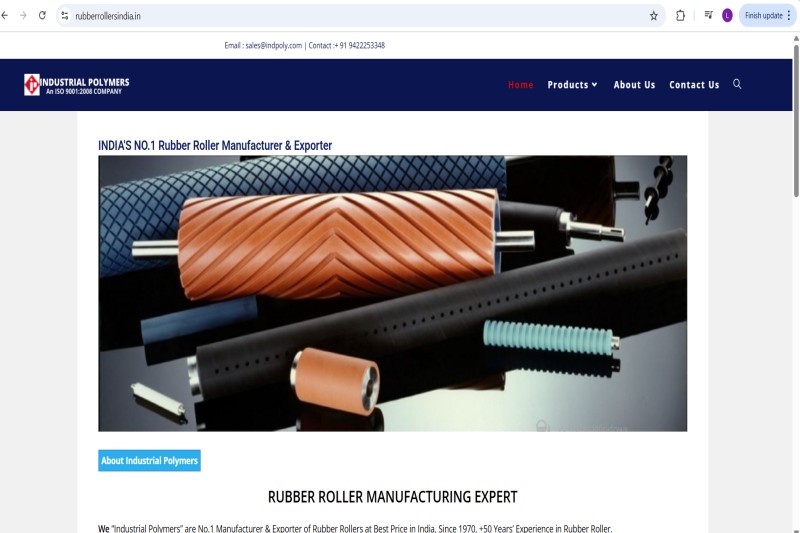 rubberrollersindia.in
L
Finish update
Email : sales@indpoly.com | Contact :+ 91 9422253348
INDUSTRIAL POLYMERS
An ISO 9001:2008 COMPANY
Home Products About Us Contact Us
INDIA'S NO.1 Rubber Roller Manufacturer & Exporter
About Industrial Polymers
RUBBER ROLLER MANUFACTURING EXPERT
We "Industrial Polymers" are No.1 Manufacturer & Exporter of Rubber Rollers at Best Price in India, Since 1970, +50 Years' Experience in Rubber Roller.